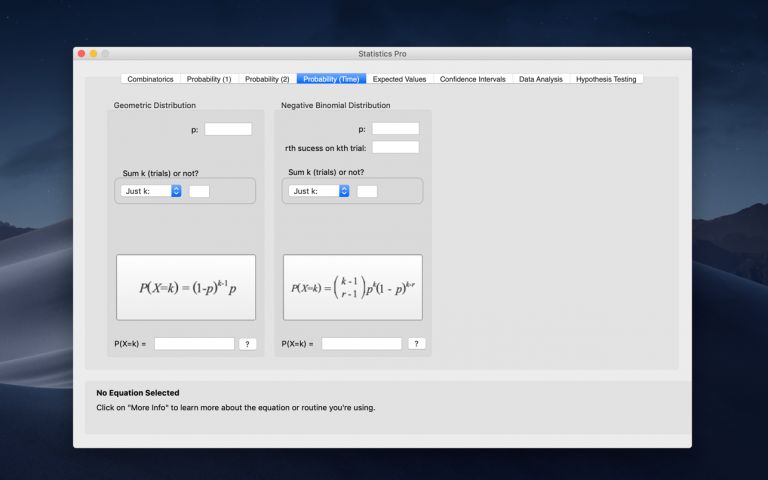 Statistics Pro
Combinatorics Probability (1) Probability (2) Probability (Time) Expected Values Confidence Intervals Data Analysis Hypothesis Testing
Geometric Distribution
p:
Sum k (trials) or not?
Just k:
P(X=k) = (1-p)^{k-1} p
P(X=k) = ?
Negative Binomial Distribution
p:
rth sucess on kth trial:
Sum k (trials) or not?
Just k:
P(X=k) = (k - 1
r - 1) p^k (1 - p)^{k-r}
P(X=k) = ?
No Equation Selected
Click on "More Info" to learn more about the equation or routine you're using.